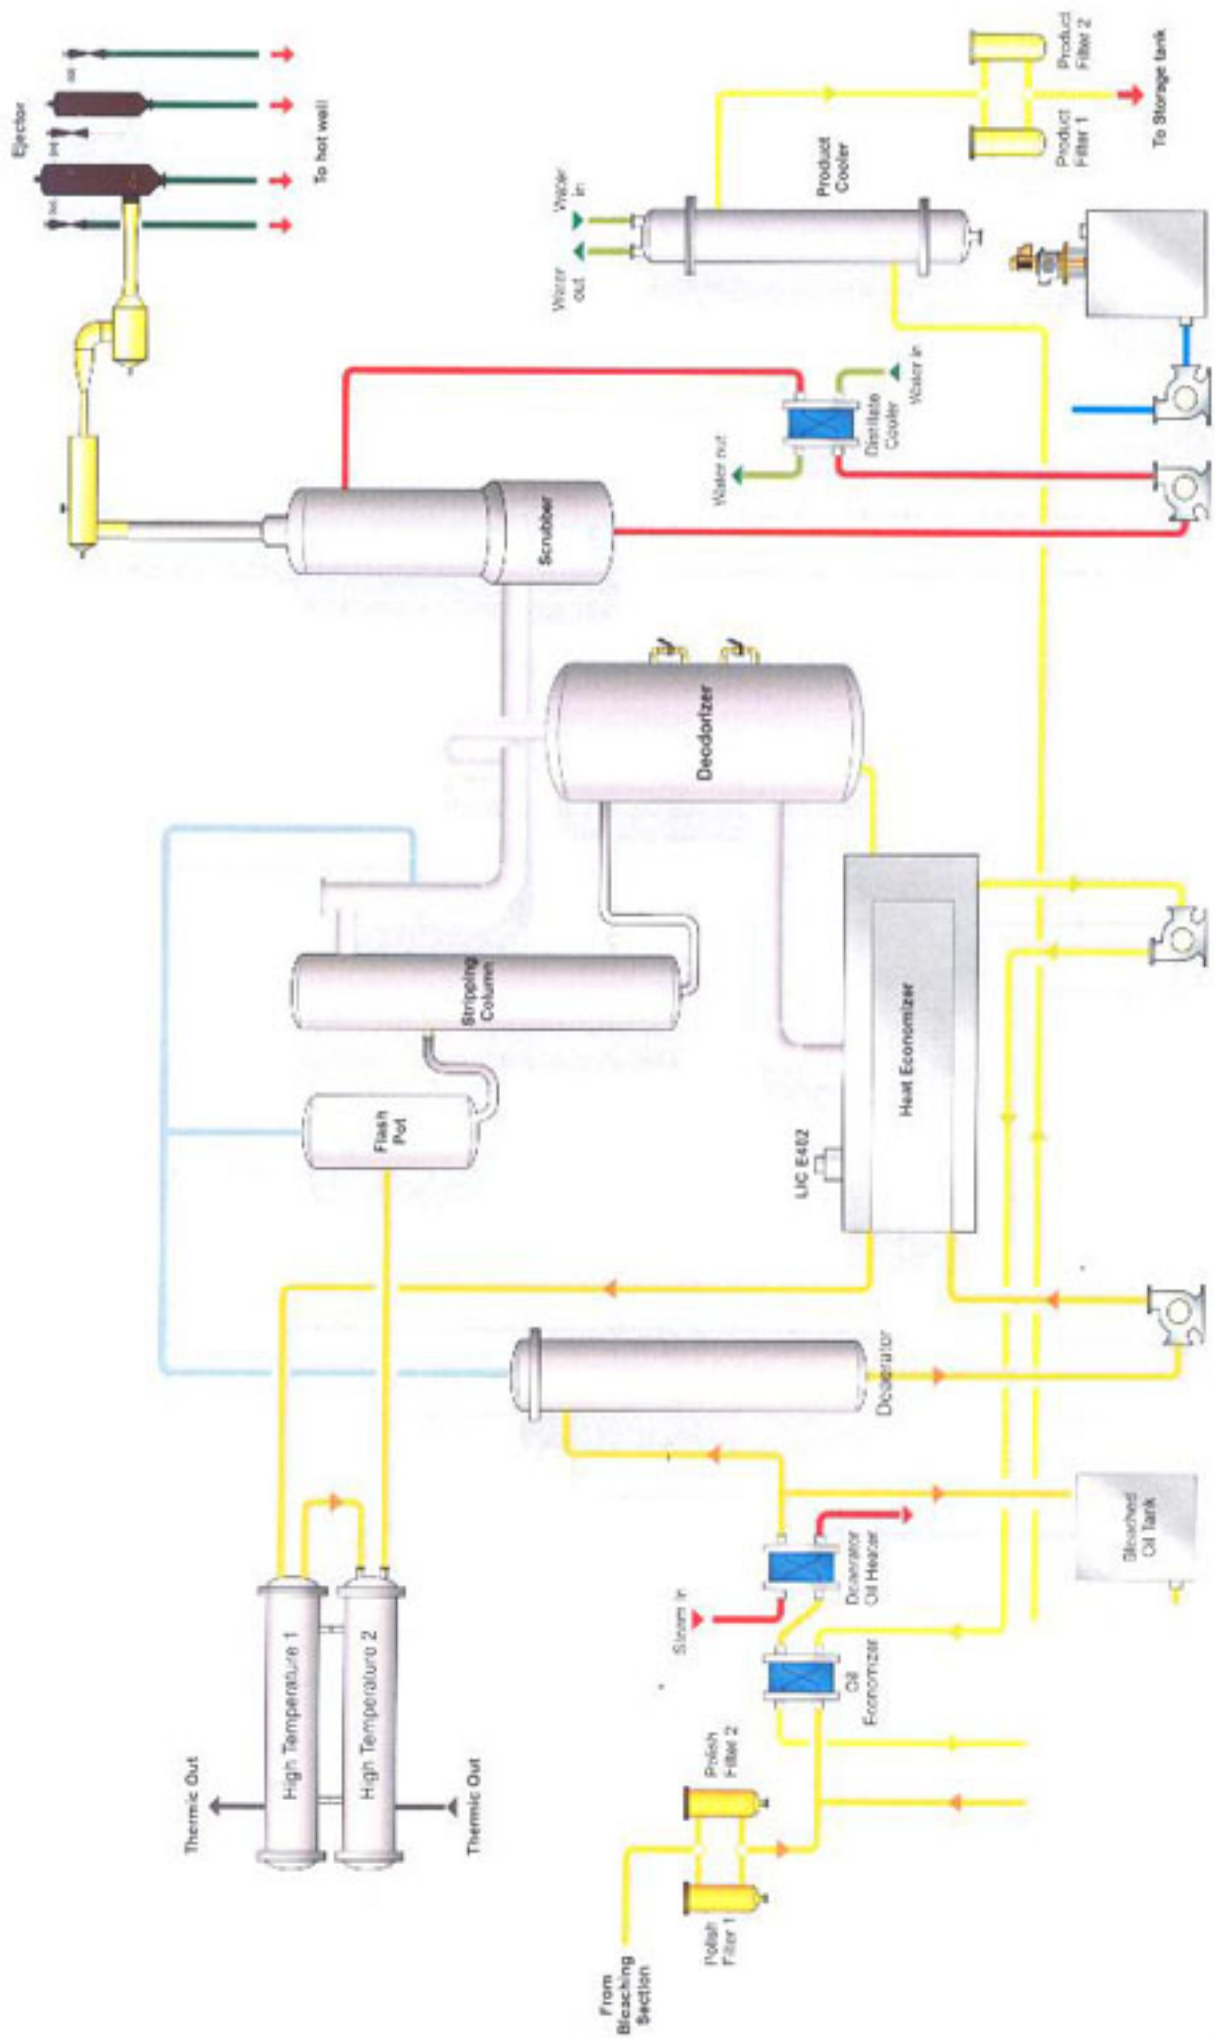 Ejector
To hot well
Water
out
Water
in
Product
Cooler
Product
Filter 1
Product
Filter 2
To Storage tank
Scrubber
Water out
Distillate
Cooler
Water in
Deodorizer
Stripping
Column
Flash
Pot
LIC E402
Heat Economizer
Thermic Out
High Temperature 1
High Temperature 2
Thermic Out
Deaerator
Steam In
Deaerator
Oil Heater
Oil
Economizer
Bleached
Oil Tank
Polish
Filter 1
Polish
Filter 2
From
Bleaching
Section